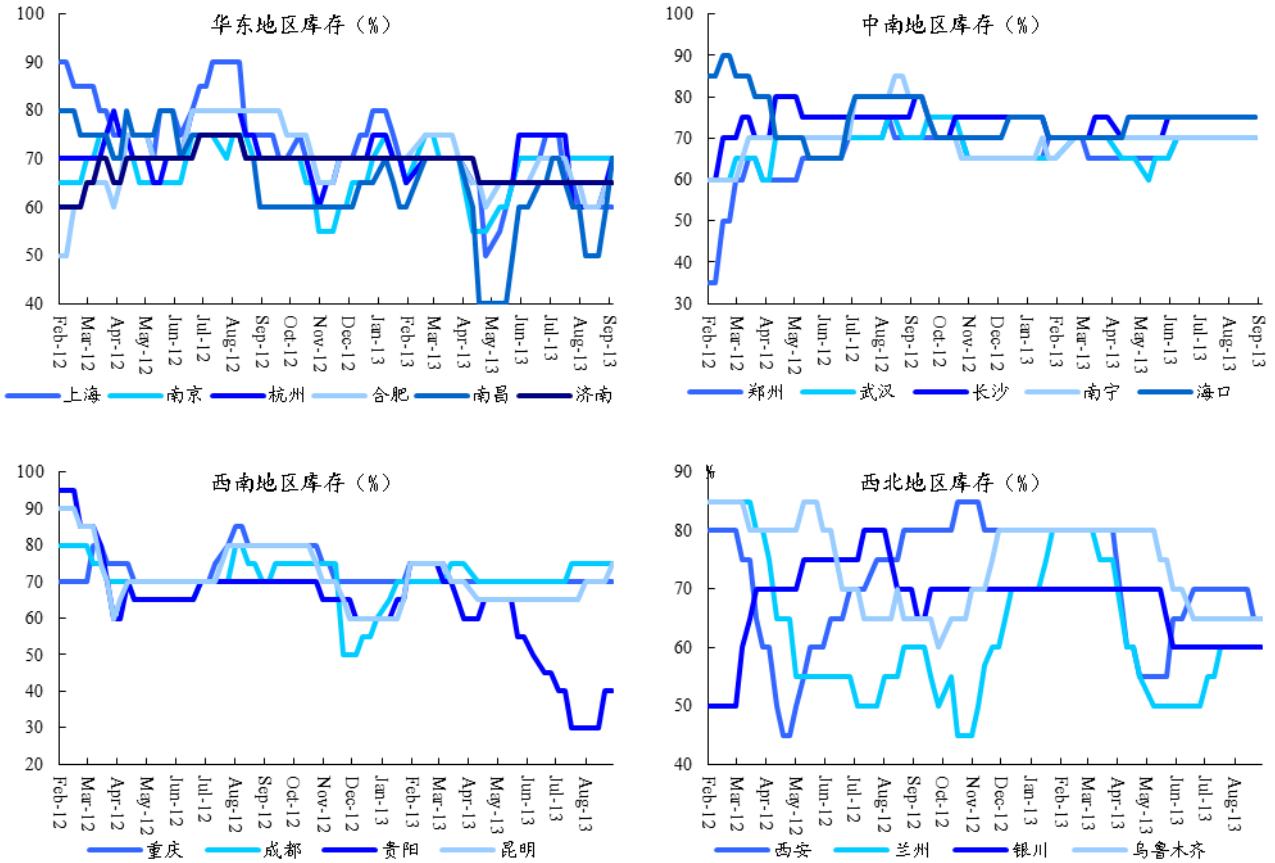 华东地区库存（%）
100
90
80
70
60
50
40
Feb-12
Mar-12
Apr-12
May-12
Jun-12
Jul-12
Aug-12
Sep-12
Oct-12
Nov-12
Dec-12
Jan-13
Feb-13
Mar-13
Apr-13
May-13
Jun-13
Jul-13
Aug-13
Sep-13
上海 南京 杭州 合肥 南昌 济南
中南地区库存（%）
100
90
80
70
60
50
40
30
Feb-12
Mar-12
Apr-12
May-12
Jun-12
Jul-12
Aug-12
Sep-12
Oct-12
Nov-12
Dec-12
Jan-13
Feb-13
Mar-13
Apr-13
May-13
Jun-13
Jul-13
Aug-13
Sep-13
郑州 武汉 长沙 南宁 海口
西南地区库存（%）
100
90
80
70
60
50
40
30
20
Feb-12
Mar-12
Apr-12
May-12
Jun-12
Jul-12
Aug-12
Sep-12
Oct-12
Nov-12
Dec-12
Jan-13
Feb-13
Mar-13
Apr-13
May-13
Jun-13
Jul-13
Aug-13
重庆 成都 贵阳 昆明
%
西北地区库存（%）
90
80
70
60
50
40
Feb-12
Mar-12
Apr-12
May-12
Jun-12
Jul-12
Aug-12
Sep-12
Oct-12
Nov-12
Dec-12
Jan-13
Feb-13
Mar-13
Apr-13
May-13
Jun-13
Jul-13
Aug-13
西安 兰州 银川 乌鲁木齐